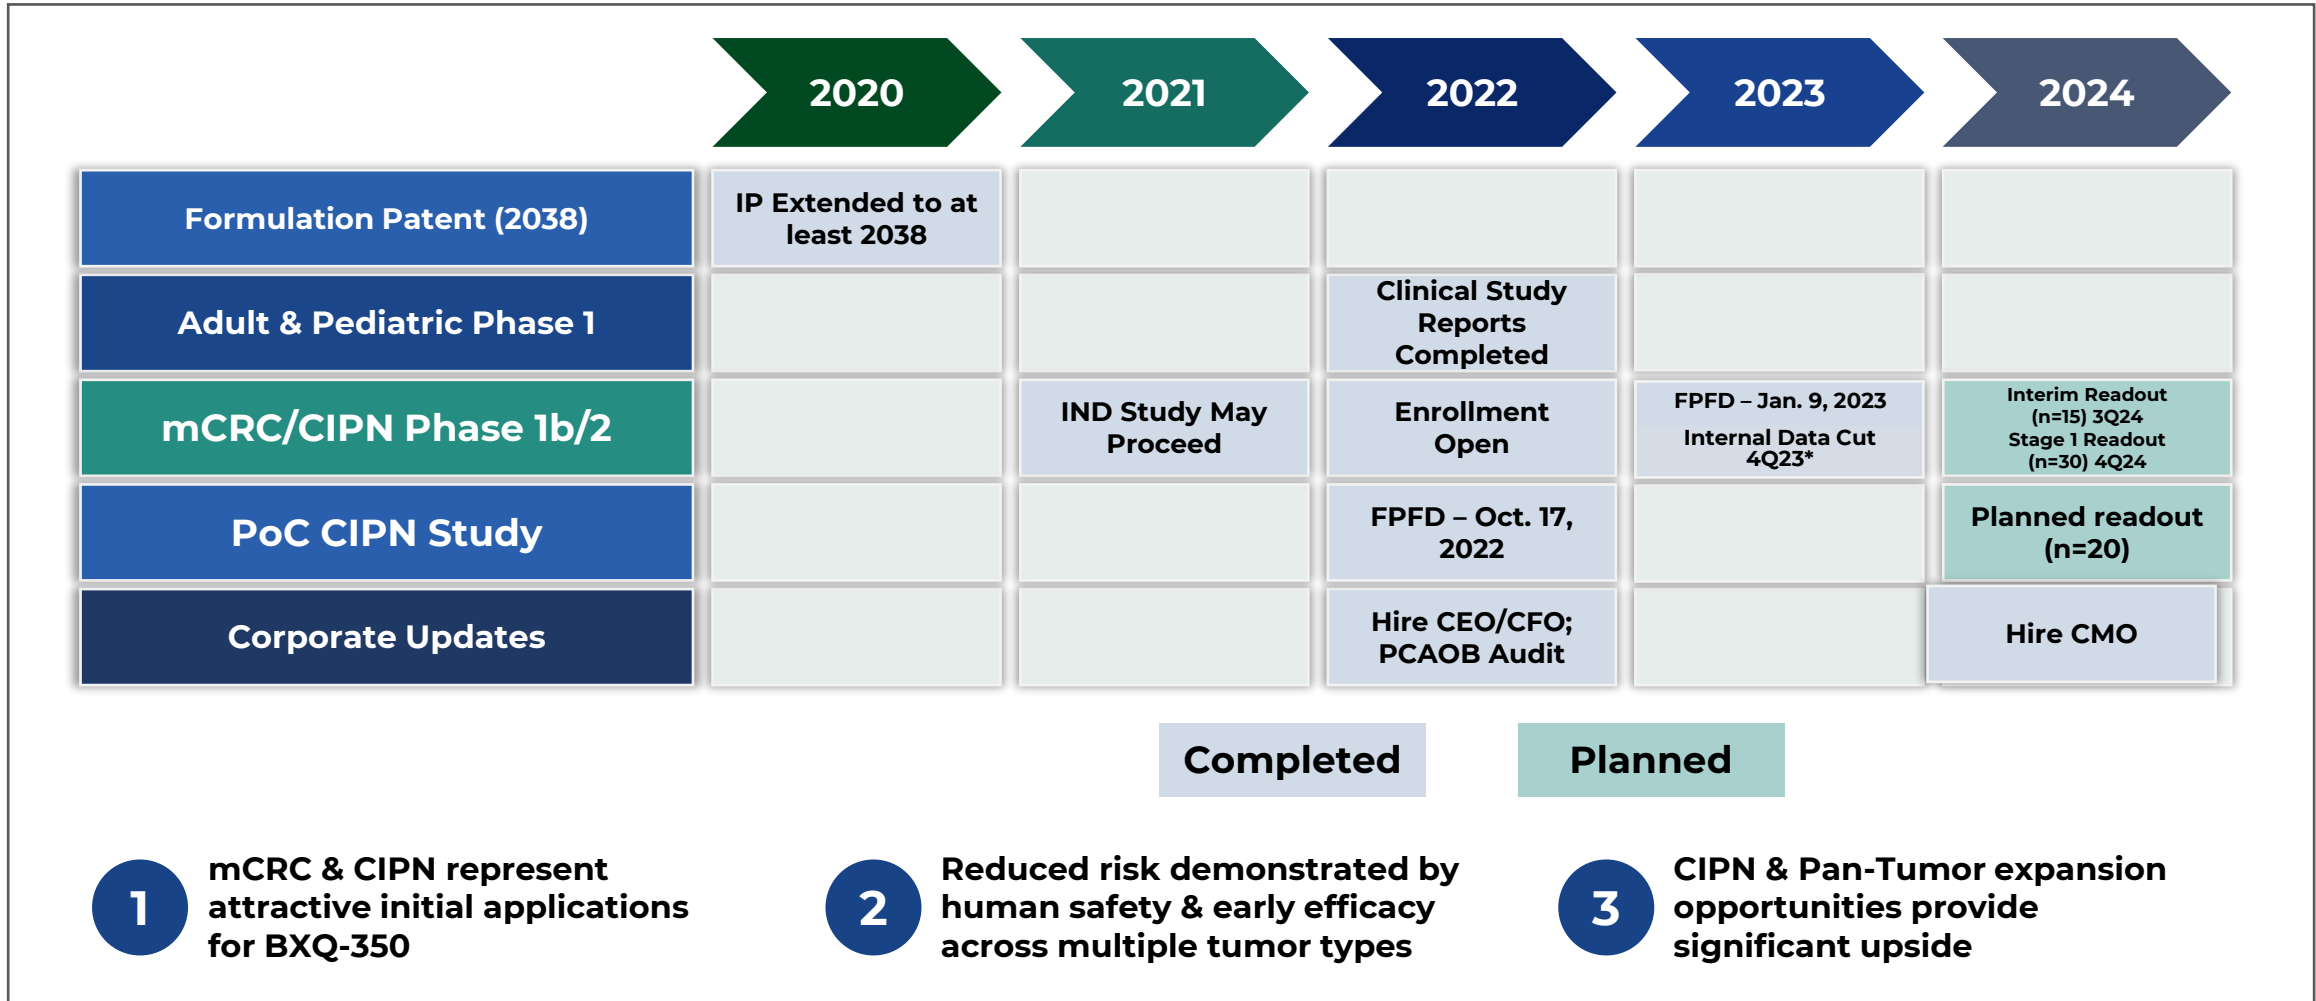 2020
2021
2022
2023
2024
Formulation Patent (2038)
IP Extended to at
least 2038
Adult & Pediatric Phase 1
Clinical Study
Reports
Completed
mCRC/CIPN Phase 1b/2
IND Study May
Proceed
Enrollment
Open
FPFD – Jan. 9, 2023
Internal Data Cut
4Q23*
Interim Readout
(n=15) 3Q24
Stage 1 Readout
(n=30) 4Q24
PoC CIPN Study
FPFD – Oct. 17,
2022
Planned readout
(n=20)
Corporate Updates
Hire CEO/CFO;
PCAOB Audit
Hire CMO
Completed
Planned
1
mCRC & CIPN represent
attractive initial applications
for BXQ-350
2
Reduced risk demonstrated by
human safety & early efficacy
across multiple tumor types
3
CIPN & Pan-Tumor expansion
opportunities provide
significant upside